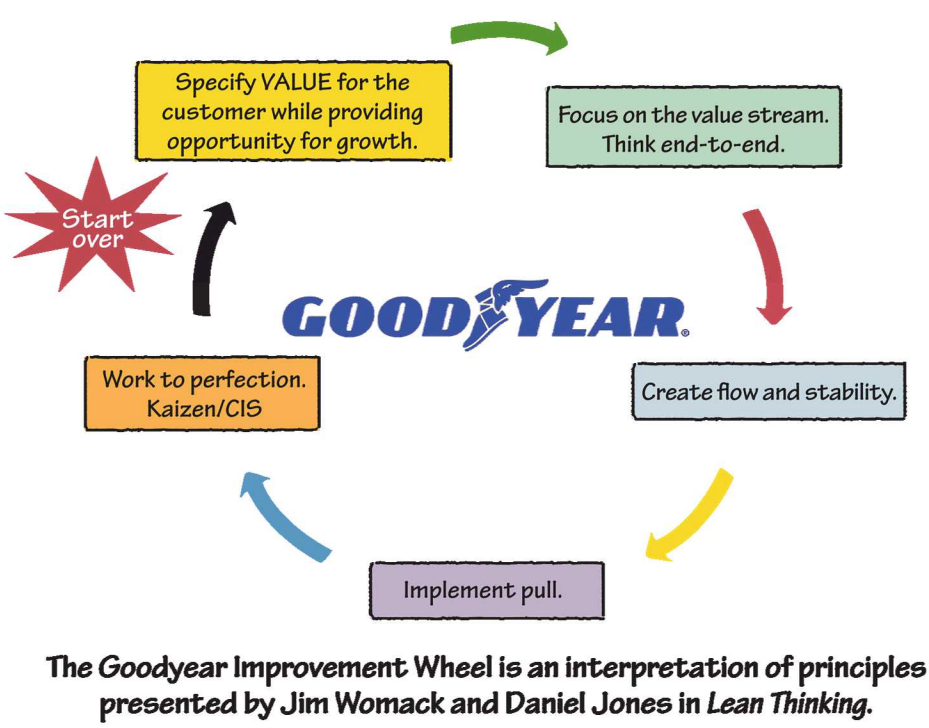 Specify VALUE for the
customer while providing
opportunity for growth.
Focus on the value stream.
Think end-to-end.
Start
over
GOODYEAR®
Work to perfection.
Kaizen/CIS
Create flow and stability.
Implement pull.
The Goodyear Improvement Wheel is an interpretation of principles
presented by Jim Womack and Daniel Jones in Lean Thinking.